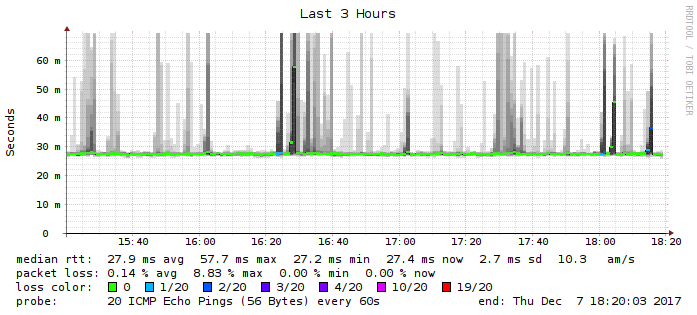 Last 3 Hours
RRDTOOL / TOBI OETIKER
Seconds
60 m
50 m
40 m
30 m
20 m
10 m
0
15:40 16:00 16:20 16:40 17:00 17:20 17:40 18:00 18:20
median rtt: 27.9 ms avg 57.7 ms max 27.2 ms min 27.4 ms now 2.7 ms sd 10.3 am/s
packet loss: 0.14 % avg 8.83 % max 0.00 % min 0.00 % now
loss color: 0 1/20 2/20 3/20 4/20 10/20 19/20
probe: 20 ICMP Echo Pings (56 Bytes) every 60s end: Thu Dec 7 18:20:03 2017